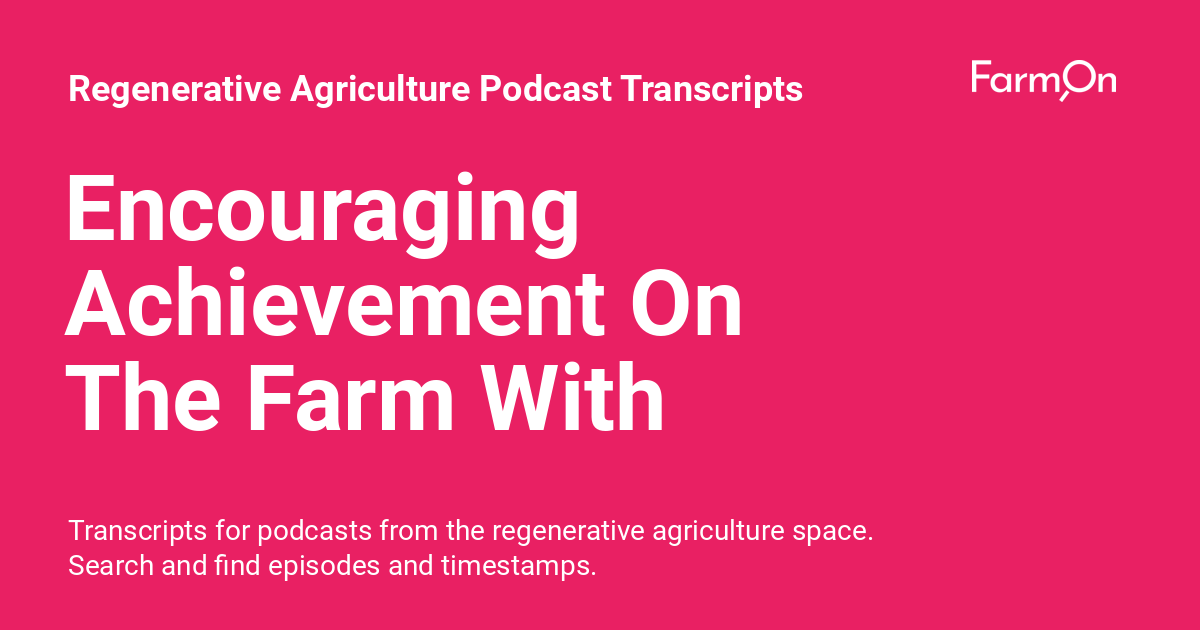 Regenerative Agriculture Podcast Transcripts
FarmOn
Encouraging
Achievement On
The Farm With
Transcripts for podcasts from the regenerative agriculture space.
Search and find episodes and timestamps.